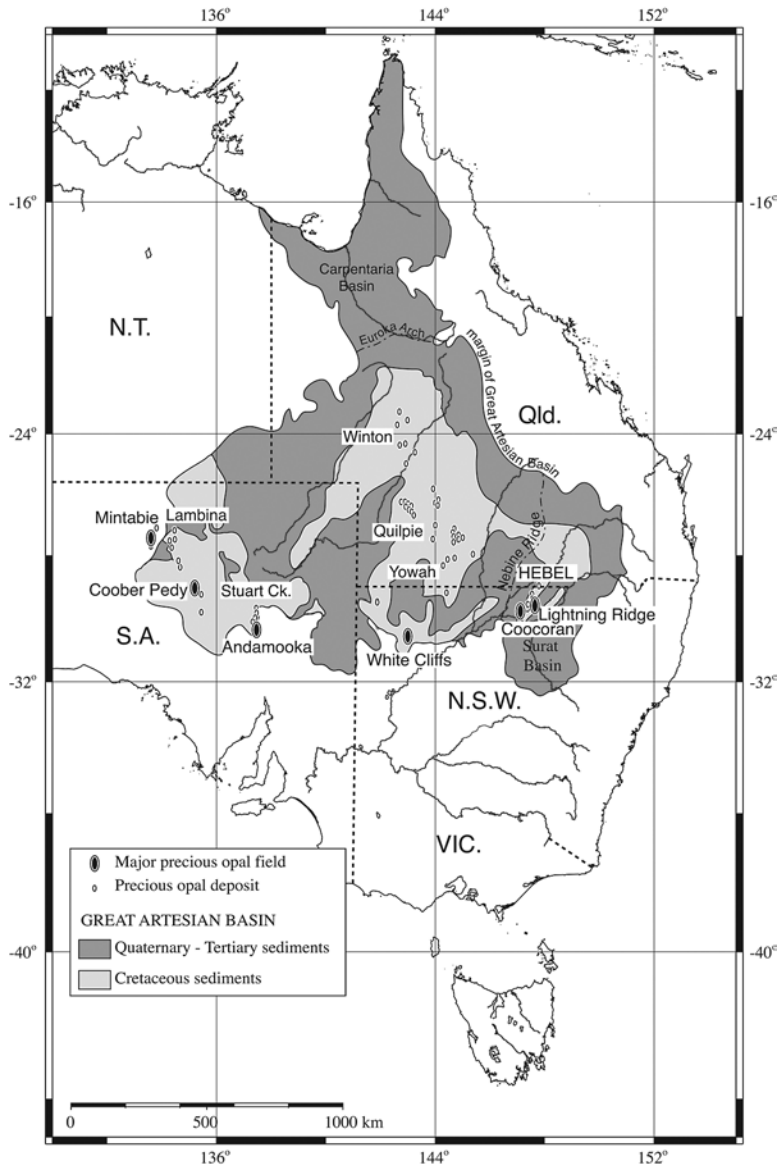 136° 144° 152°
-16° -16°
Carpentaria
Basin
N.T.
Euroka Arch
margin of Great Artesian Basin
Qld.
-24° -24°
Winton
Mintabie
Lambina
Quilpie
Nebine Ridge
Yowah
HEBEL
Coober Pedy
Stuart Ck.
Lightning Ridge
S.A.
Andamooka
Coocoran
White Cliffs
Surat
Basin
-32° -32°
N.S.W.
VIC.
Major precious opal field
Precious opal deposit
GREAT ARTESIAN BASIN
Quaternary - Tertiary sediments
Cretaceous sediments
-40° -40°
0 500 1000 km
136° 144° 152°